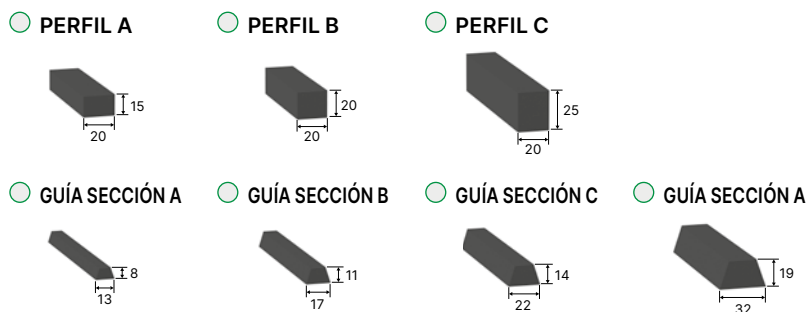 PERFIL A
PERFIL B
PERFIL C
15
20
20
20
25
20
GUÍA SECCIÓN A
GUÍA SECCIÓN B
GUÍA SECCIÓN C
GUÍA SECCIÓN A
8
13
11
17
14
22
19
32